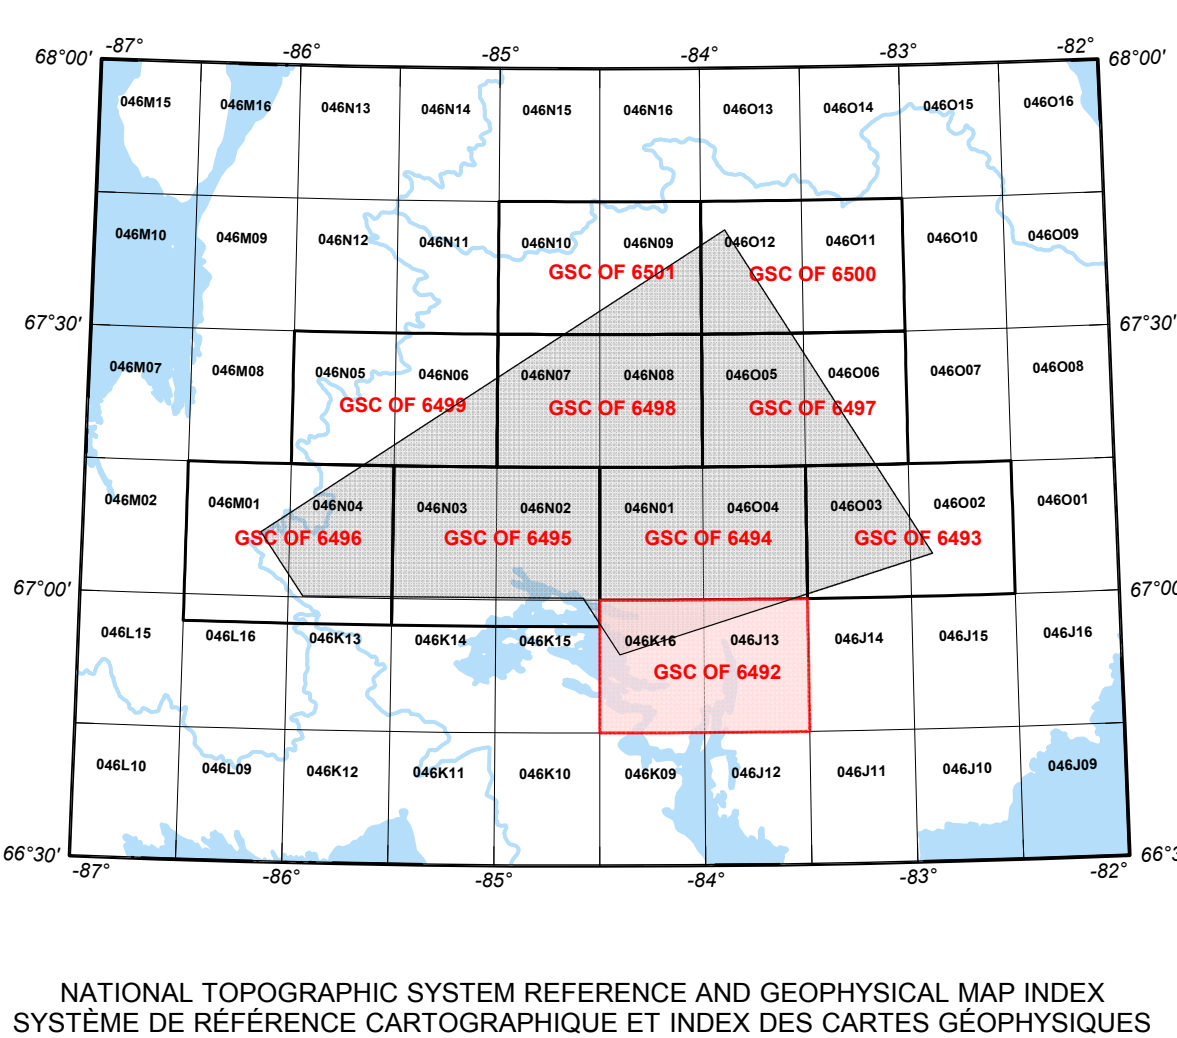 -87° -86° -85° -84° -83° -82°
68°00' 68°00'
046M15 046M16 046N13 046N14 046N15 046N16 046O13 046O14 046O15 046O16
046M10 046M09 046N12 046N11 046N10 046N09 046O12 046O11 046O10 046O09
GSC OF 6501 GSC OF 6500
67°30' 67°30'
046M07 046M08 046N05 046N06 046N07 046N08 046O05 046O06 046O07 046O08
GSC OF 6499 GSC OF 6498 GSC OF 6497
046M02 046M01 046N04 046N03 046N02 046N01 046O04 046O03 046O02 046O01
GSC OF 6496 GSC OF 6495 GSC OF 6494 GSC OF 6493
67°00' 67°00
046L15 046L16 046K13 046K14 046K15 046K16 046J13 046J14 046J15 046J16
GSC OF 6492
046L10 046L09 046K12 046K11 046K10 046K09 046J12 046J11 046J10 046J09
66°30' 66°3
-87° -86° -85° -84° -83° -82°
NATIONAL TOPOGRAPHIC SYSTEM REFERENCE AND GEOPHYSICAL MAP INDEX
SYSTÈME DE RÉFÉRENCE CARTOGRAPHIQUE ET INDEX DES CARTES GÉOPHYSIQUES